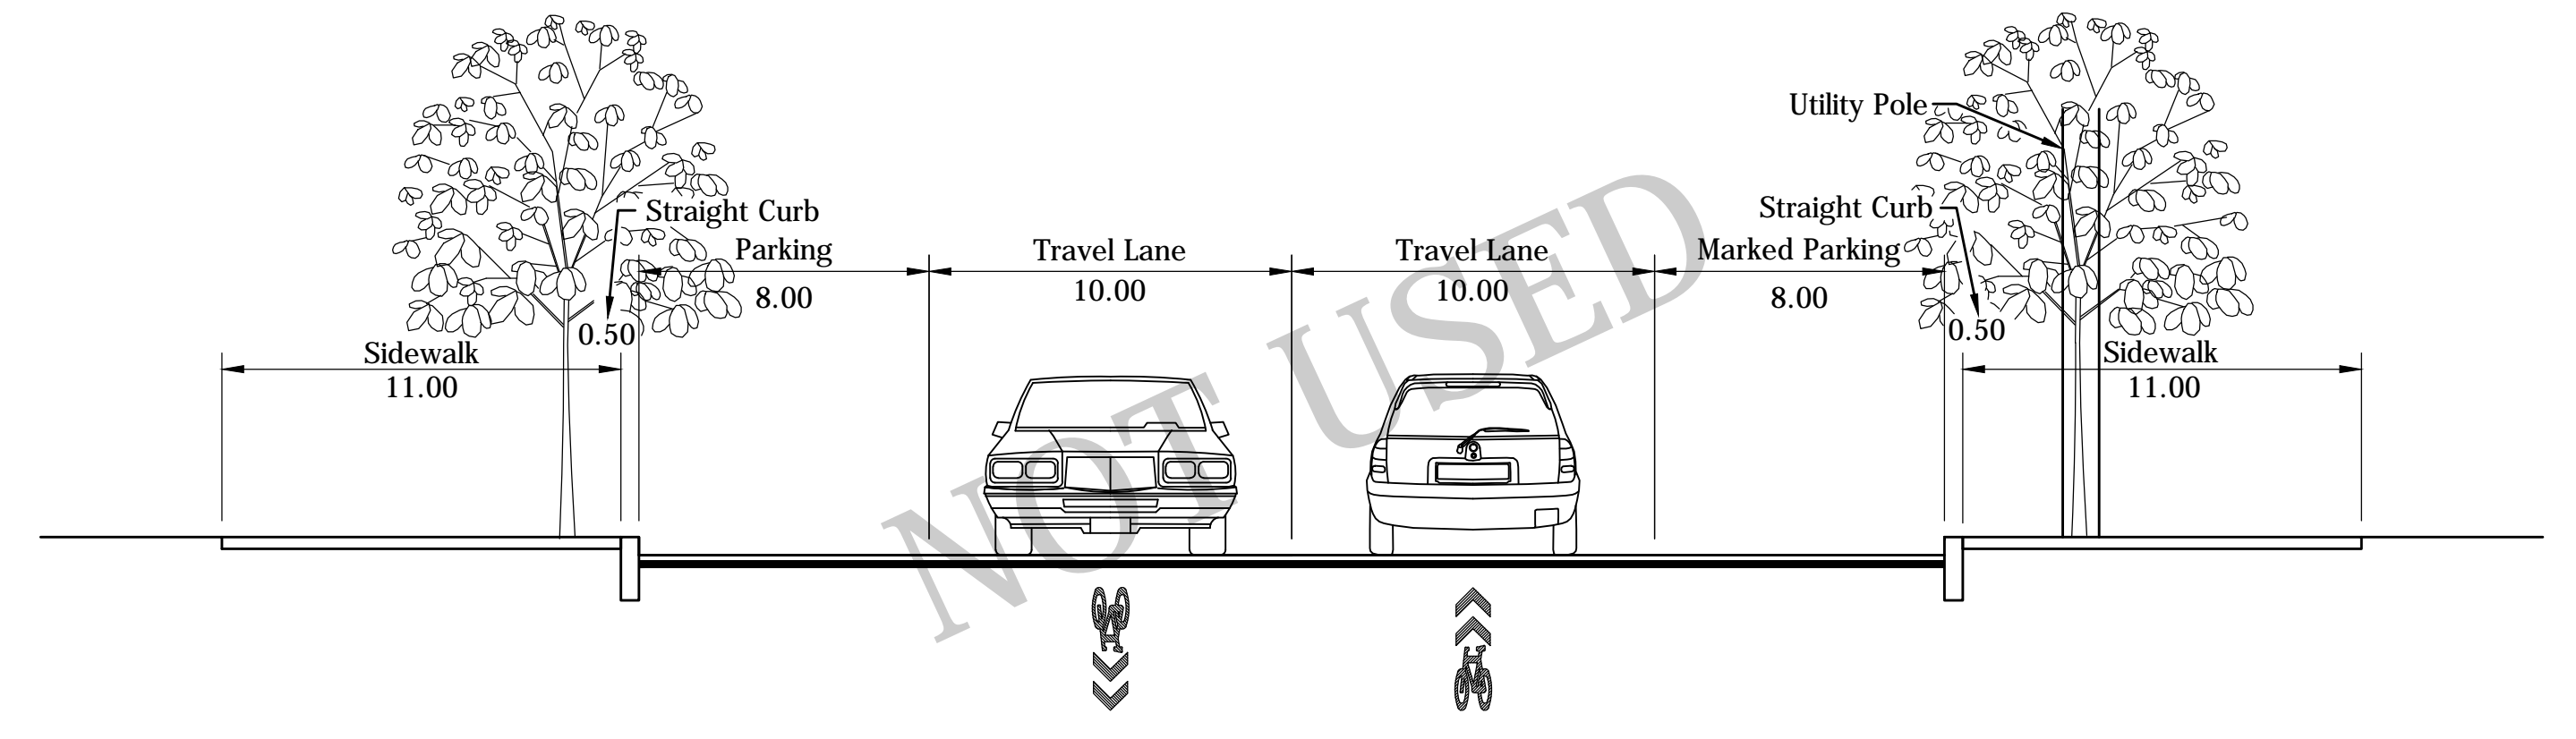 Utility Pole
Straight Curb
Parking
8.00
0.50
Travel Lane
10.00
Travel Lane
10.00
Straight Curb
Marked Parking
8.00
0.50
Sidewalk
11.00
Sidewalk
11.00
NOT USED